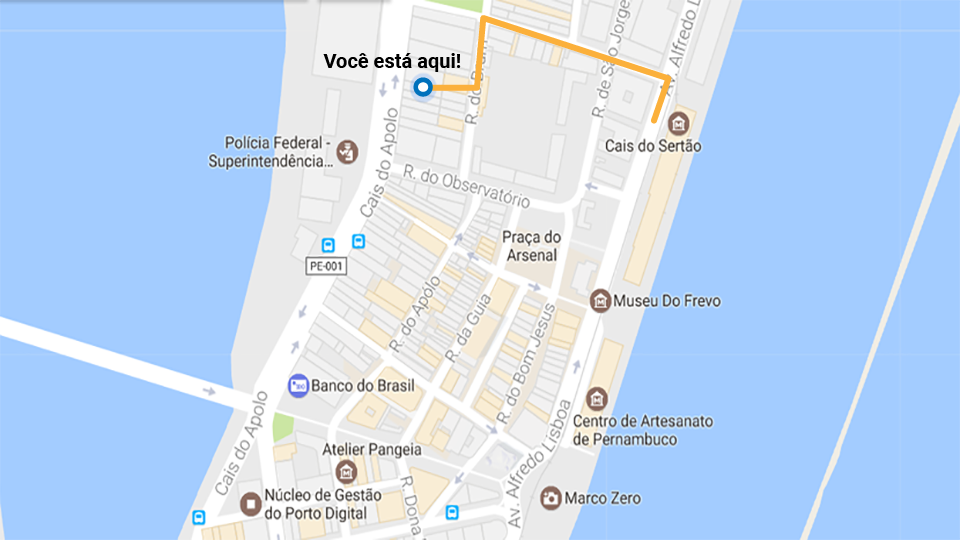 Você está aqui!
R. do Brum
R. de São Jorge
Av. Alfredo L
Cais do Sertão
Polícia Federal -
Superintendência...
Cais do Apolo
R. do Observatório
Praça do
Arsenal
PE-001
Museu Do Frevo
R. do Apólo
R. da Guia
R. do Bom Jesus
Banco do Brasil
Centro de Artesanato
de Pernambuco
Cais do Apolo
Av. Alfredo Lisboa
Atelier Pangeia
Núcleo de Gestão
do Porto Digital
R. Dona
Marco Zero